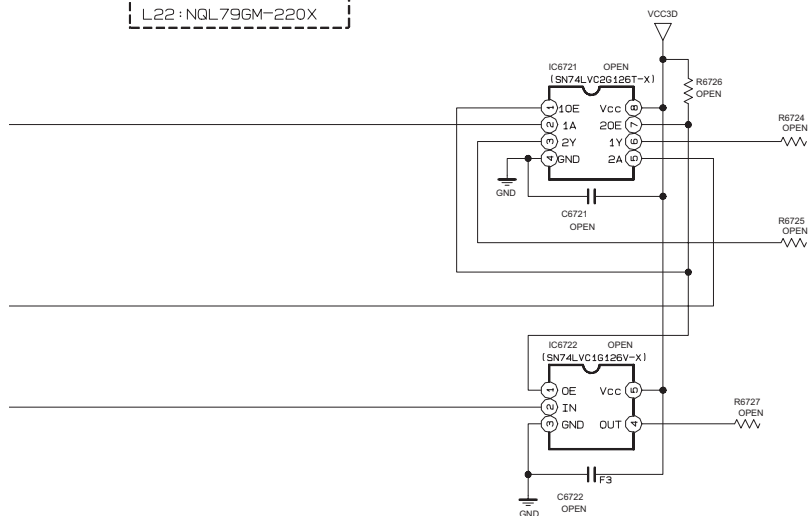 L22:NQL79GM-220X
VCC3D
IC6721 OPEN
(SN74LVC2G126T-X)
R6726
OPEN
1 1OE Vcc 8
2 1A 2OE 7
3 2Y 1Y 6
4 GND 2A 5
R6724
OPEN
GND
C6721
OPEN
R6725
OPEN
IC6722 OPEN
(SN74LVC1G126V-X)
1 OE Vcc 5
2 IN
3 GND OUT 4
R6727
OPEN
F3
C6722
OPEN
GND